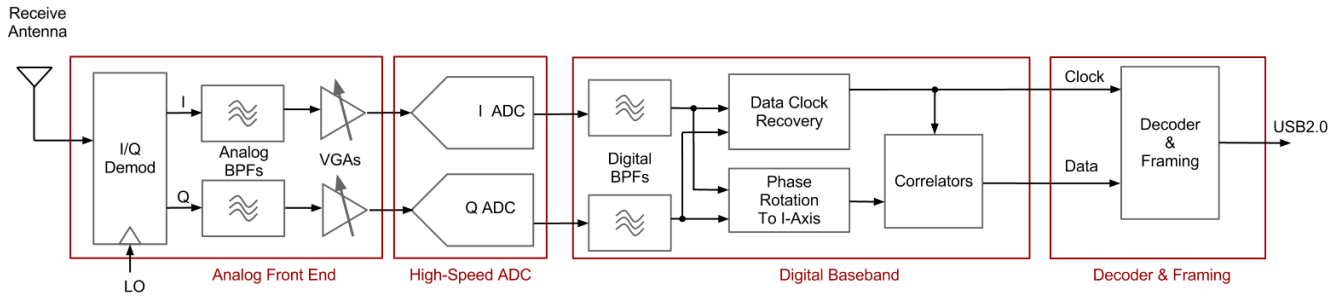 Receive
Antenna
I/Q
Demod
LO
I
Q
Analog
BPFs
VGAs
Analog Front End
I ADC
Q ADC
High-Speed ADC
Digital
BPFs
Data Clock
Recovery
Phase
Rotation
To I-Axis
Correlators
Digital Baseband
Clock
Data
Decoder
&
Framing
Decoder & Framing
USB2.0